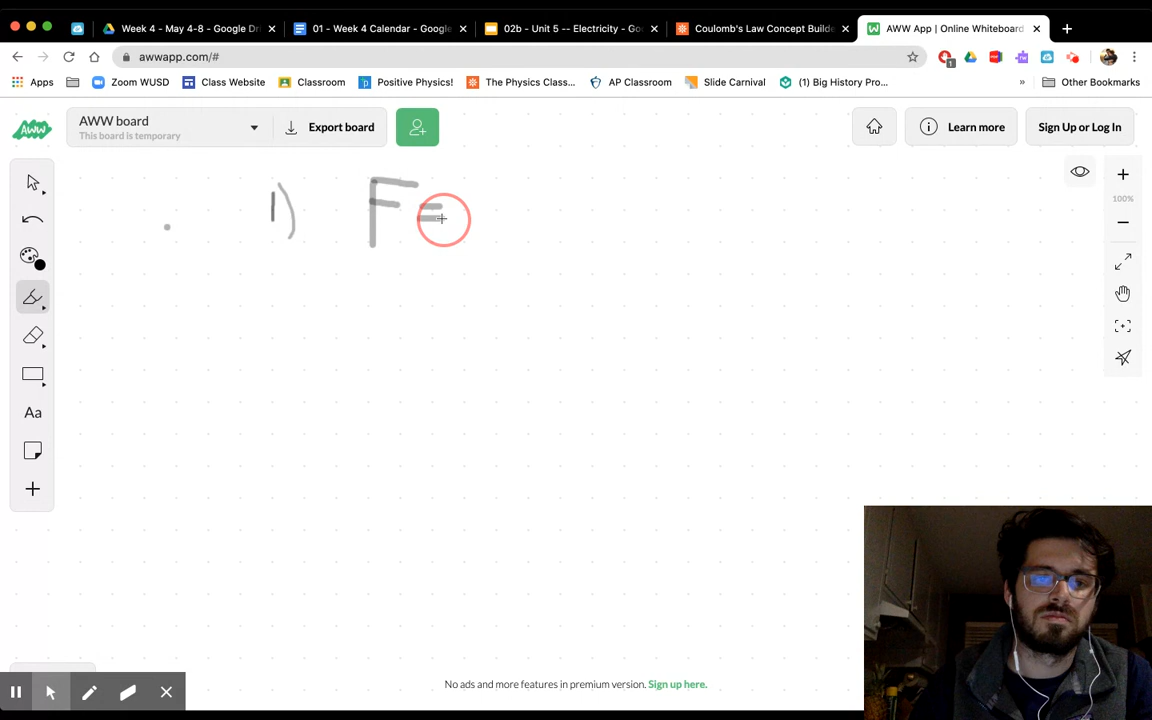 Week 4 - May 4-8 - Google Dri
01 - Week 4 Calendar - Google
02b - Unit 5 -- Electricity - Go
Coulomb's Law Concept Builde
AWW App | Online Whiteboard
awwapp.com/#
1
Apps
Zoom WUSD
Class Website
Classroom
Positive Physics!
The Physics Class...
AP Classroom
Slide Carnival
(1) Big History Pro...
»
Other Bookmarks
AWW
AWW board
This board is temporary
Export board
Learn more
Sign Up or Log In
100%
1) F=
Aa
No ads and more features in premium version. Sign up here.